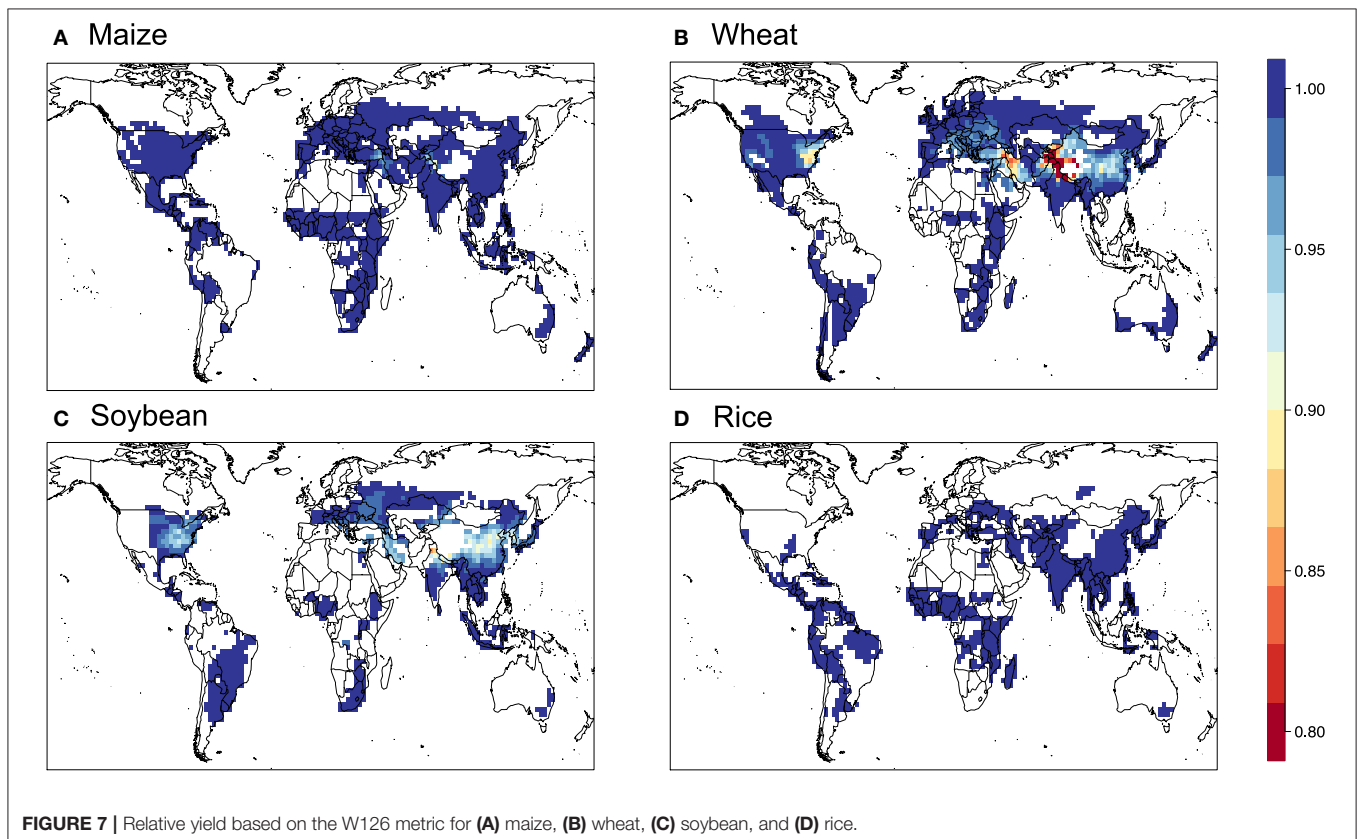 A Maize
B Wheat
1.00
0.95
0.90
0.85
0.80
C Soybean
D Rice
FIGURE 7 | Relative yield based on the W126 metric for (A) maize, (B) wheat, (C) soybean, and (D) rice.